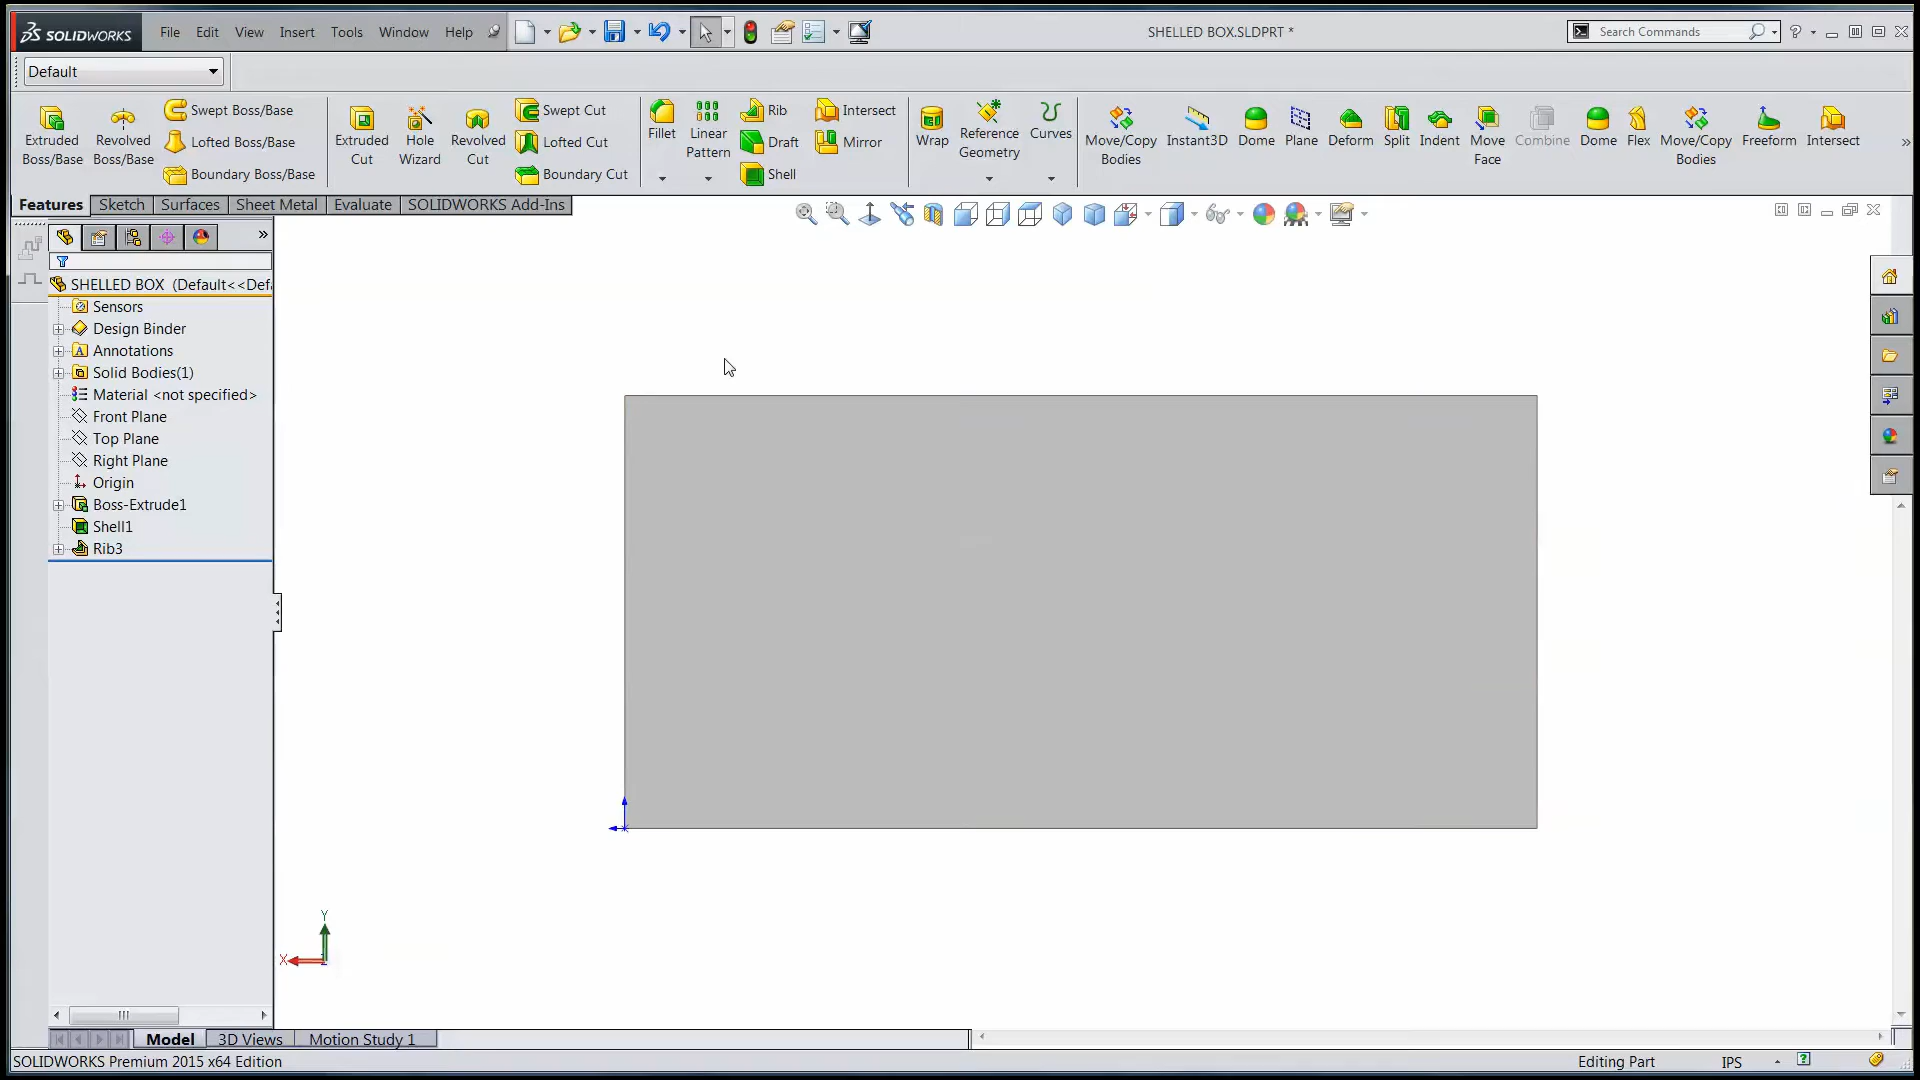 SOLIDWORKS File Edit View Insert Tools Window Help SHELLED BOX.SLDPRT * Search Commands ?
Default
Extruded Boss/Base
Revolved Boss/Base
Swept Boss/Base
Lofted Boss/Base
Boundary Boss/Base
Extruded Cut
Hole Wizard
Revolved Cut
Swept Cut
Lofted Cut
Boundary Cut
Fillet
Linear Pattern
Rib
Draft
Shell
Intersect
Mirror
Wrap
Reference Geometry
Curves
Move/Copy Bodies
Instant3D
Dome
Plane
Deform
Split
Indent
Move Face
Combine
Dome
Flex
Move/Copy Bodies
Freeform
Intersect
Features Sketch Surfaces Sheet Metal Evaluate SOLIDWORKS Add-Ins
SHELLED BOX (Default<<Def
Sensors
Design Binder
Annotations
Solid Bodies(1)
Material <not specified>
Front Plane
Top Plane
Right Plane
Origin
Boss-Extrude1
Shell1
Rib3
Y
X
Model 3D Views Motion Study 1
SOLIDWORKS Premium 2015 x64 Edition Editing Part IPS ?